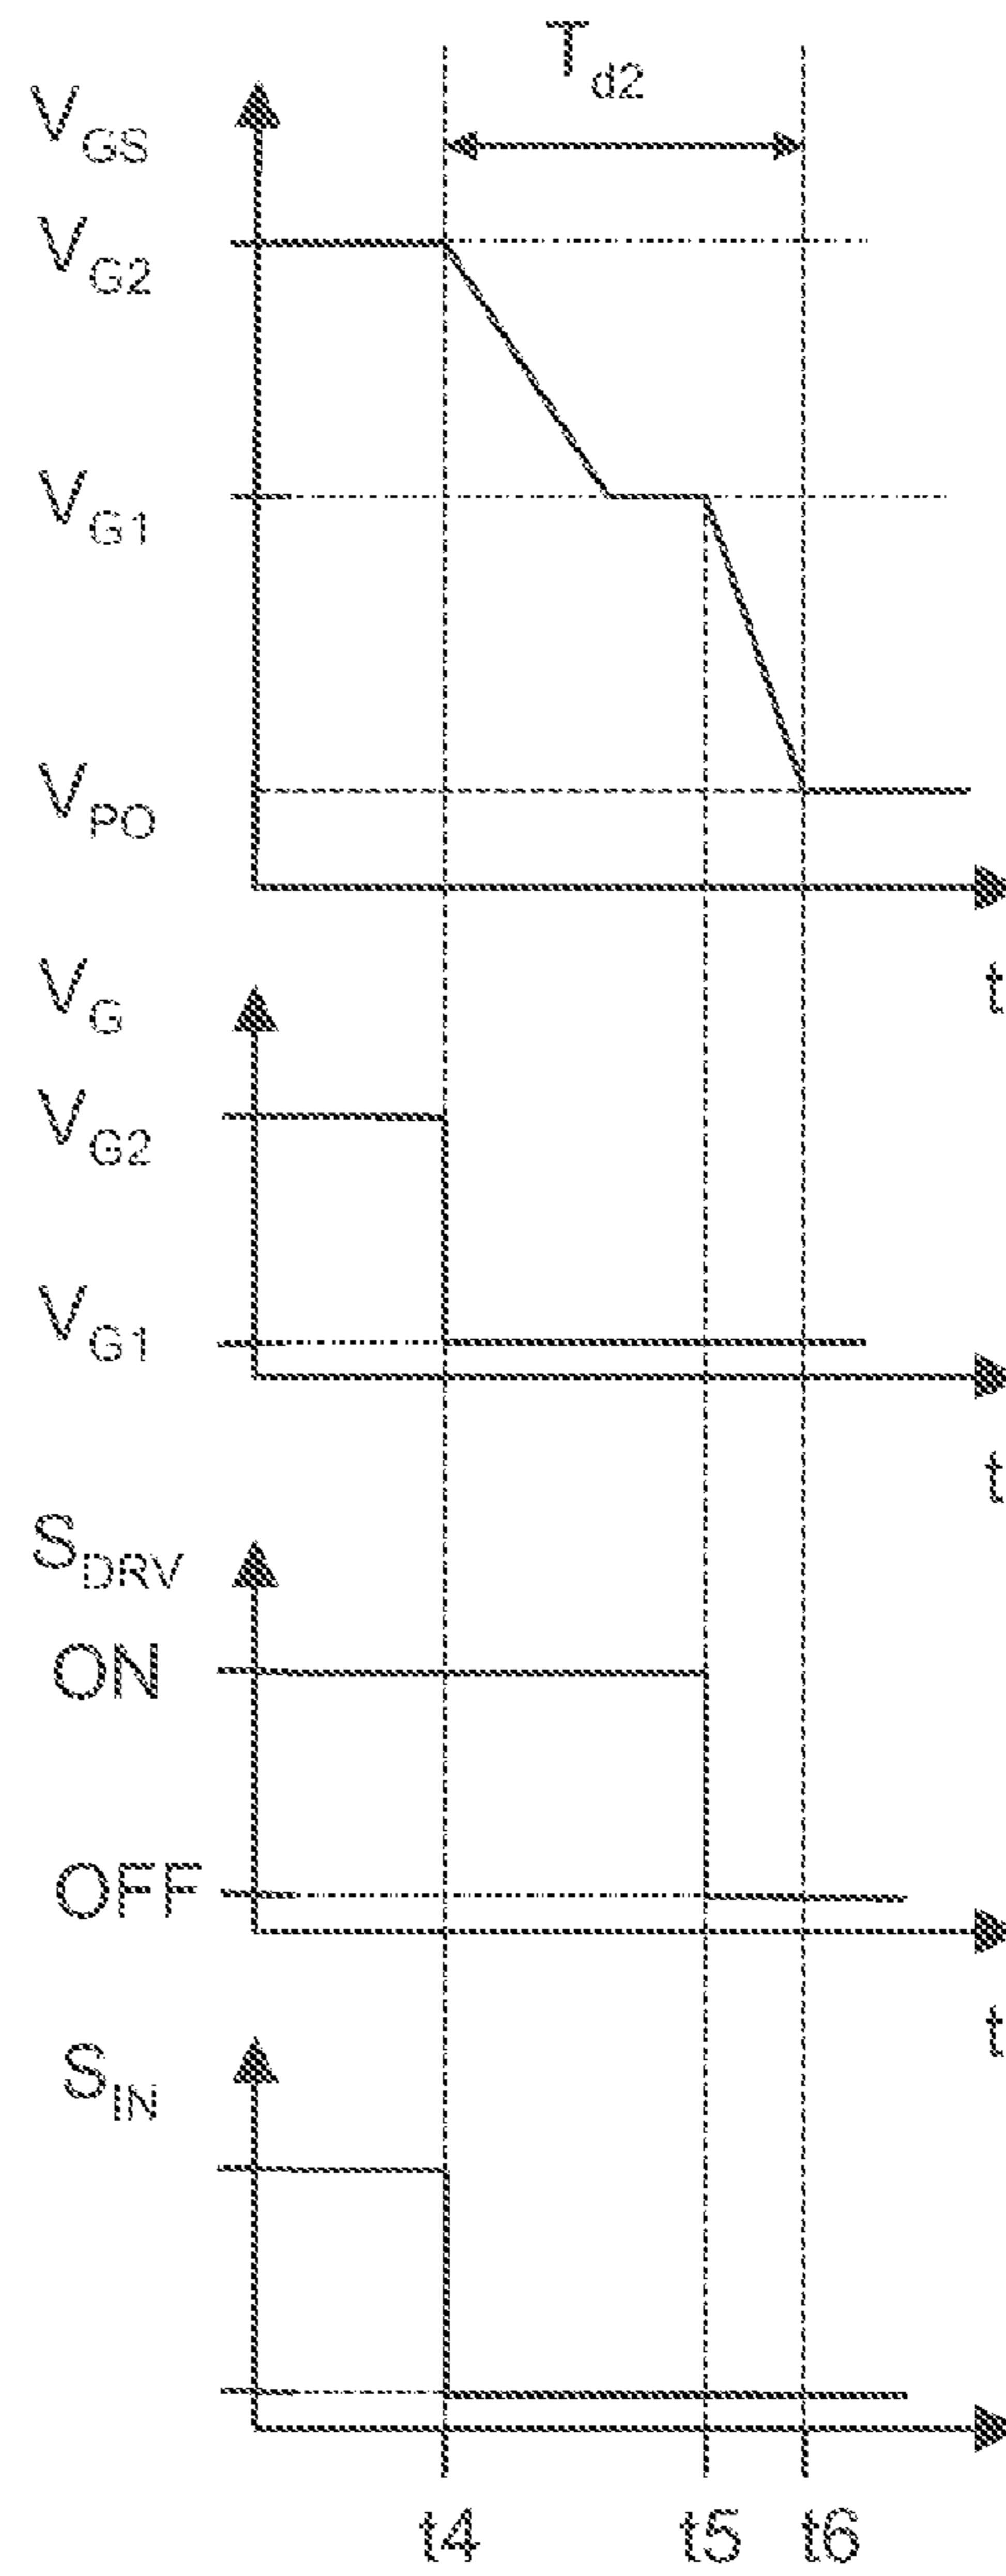 T_d2
V_GS
V_G2
V_G1
V_PO
t
V_G
V_G2
V_G1
t
S_DRV
ON
OFF
t
S_IN
t4 t5 t6